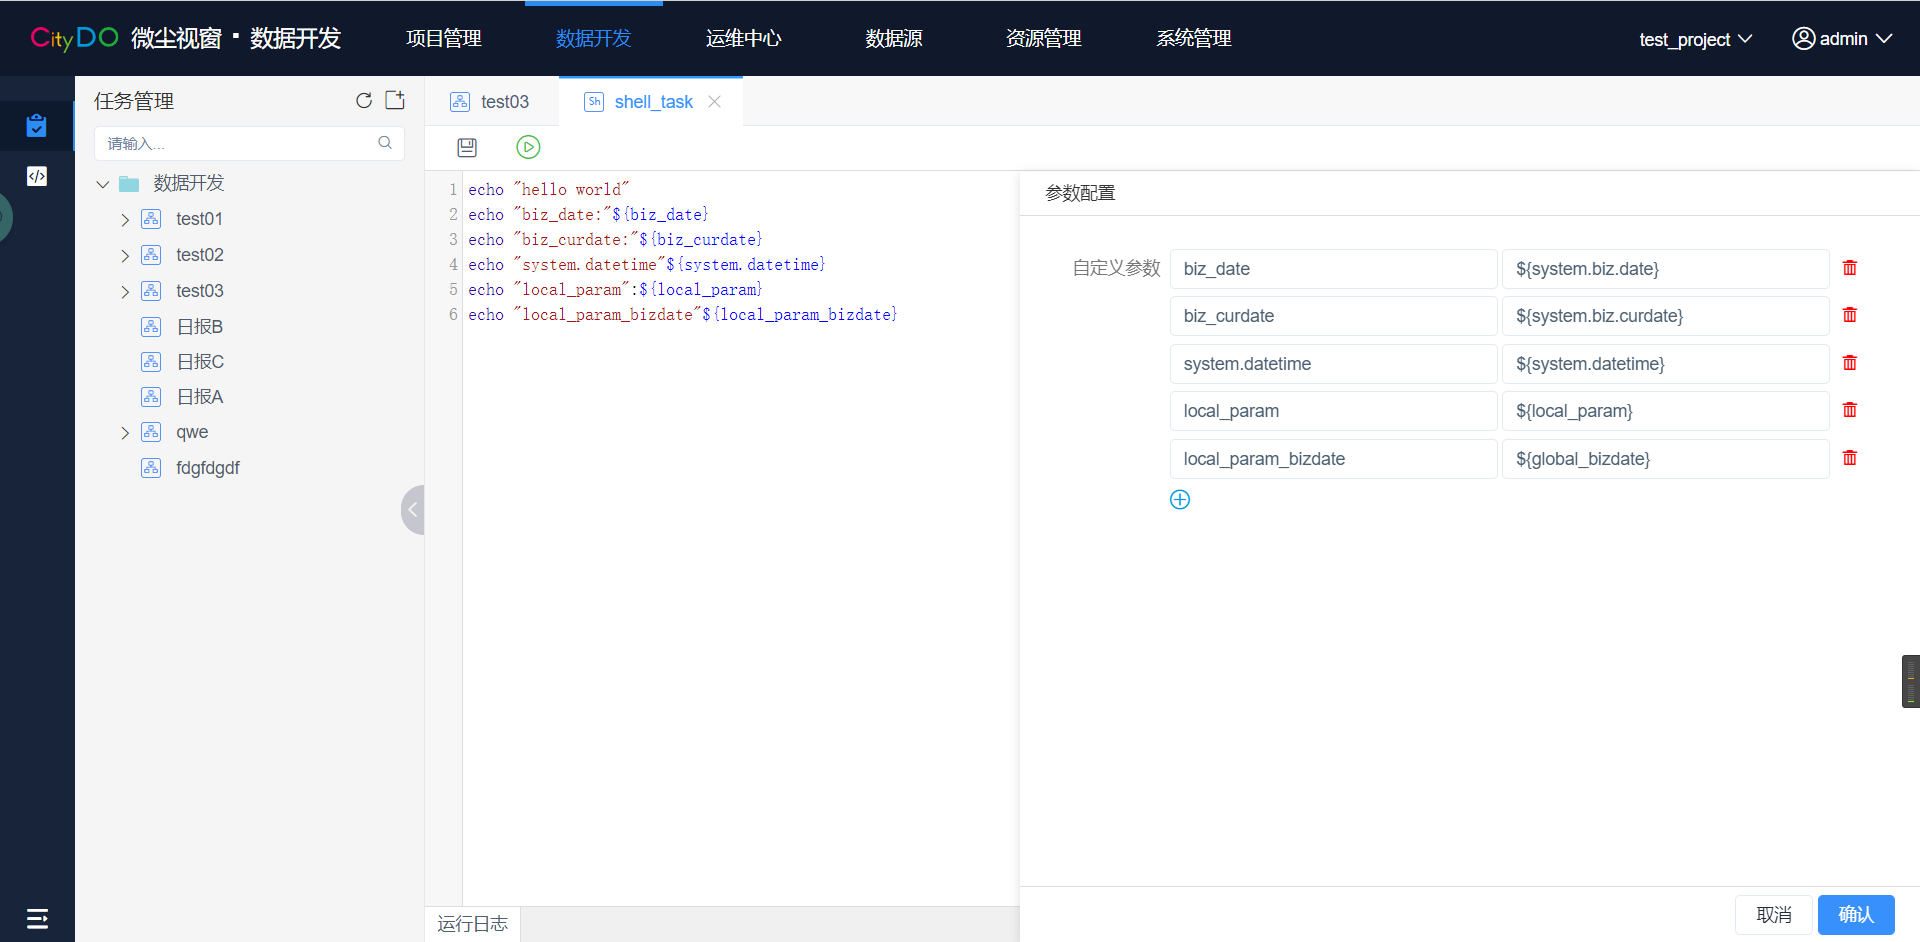 CityDO 微尘视窗 · 数据开发
项目管理
数据开发
运维中心
数据源
资源管理
系统管理
test_project
admin
任务管理
请输入...
数据开发
test01
test02
test03
日报B
日报C
日报A
qwe
fdgfdgdf
test03
Sh shell_task
1 echo "hello world"
2 echo "biz_date:"${biz_date}
3 echo "biz_curdate:"${biz_curdate}
4 echo "system.datetime"${system.datetime}
5 echo "local_param":${local_param}
6 echo "local_param_bizdate"${local_param_bizdate}
运行日志
参数配置
自定义参数 biz_date ${system.biz.date}
biz_curdate ${system.biz.curdate}
system.datetime ${system.datetime}
local_param ${local_param}
local_param_bizdate ${global_bizdate}
取消 确认